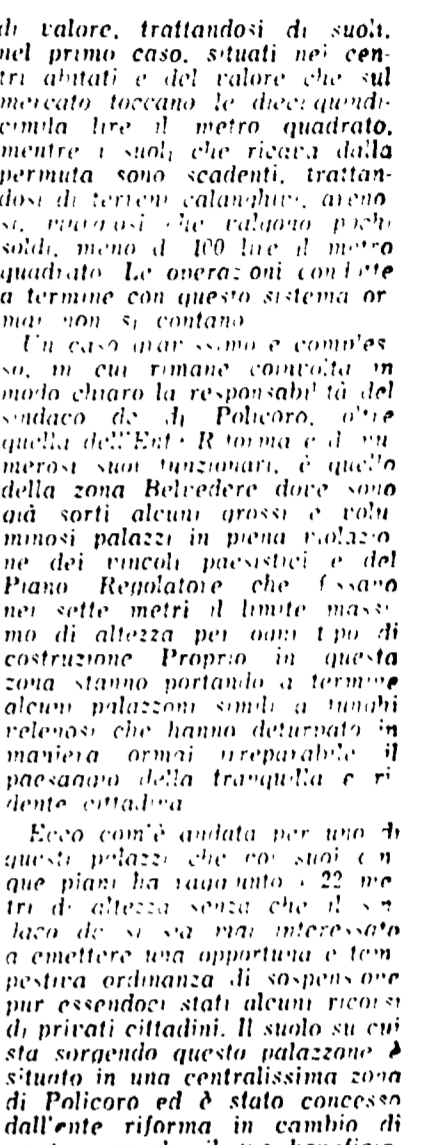 di valore, trattandosi di suoli,
nel primo caso, situati nei cen-
tri abitati e del valore che sul
mercato toccano le dieci quindi-
cimila lire il metro quadrato,
mentre i suoli che ricava dalla
permuta sono scadenti, trattan-
dosi di terreni calanghivi, areno
si, che valgono pochi
soldi, meno di 100 lire il metro
quadrato. Le operazioni condotte
a termine con questo sistema or
mai non si contano
Un caso gravissimo e comples
so, in cui rimane coinvolta in
modo chiaro la responsabilità del
sindaco dc di Policoro, oltre
quella dell'Ente Riforma e di nu
merosi suoi funzionari, è quello
della zona Belvedere dove sono
già sorti alcuni grossi e volu
minosi palazzi in piena violazio
ne dei vincoli paesistici e del
Piano Regolatore che fissano
nei sette metri il limite massi
mo di altezza per ogni tipo di
costruzione Proprio in questa
zona stanno portando a termine
alcuni palazzoni simili a funghi
velenosi che hanno deturpato in
maniera ormai irreparabile il
paesaggio della tranquilla e ri
dente cittadina
Ecco com'è andata per uno di
questi palazzi che coi suoi cin
que piani ha raggiunto i 22 me
tri di altezza senza che il sin
daco dc si sia mai interessato
a emettere una opportuna e tem
pestiva ordinanza di sospensione
pur essendoci stati alcuni ricorsi
di privati cittadini. Il suolo su cui
sta sorgendo questo palazzone è
situato in una centralissima zona
di Policoro ed è stato concesso
dall'ente riforma in cambio di